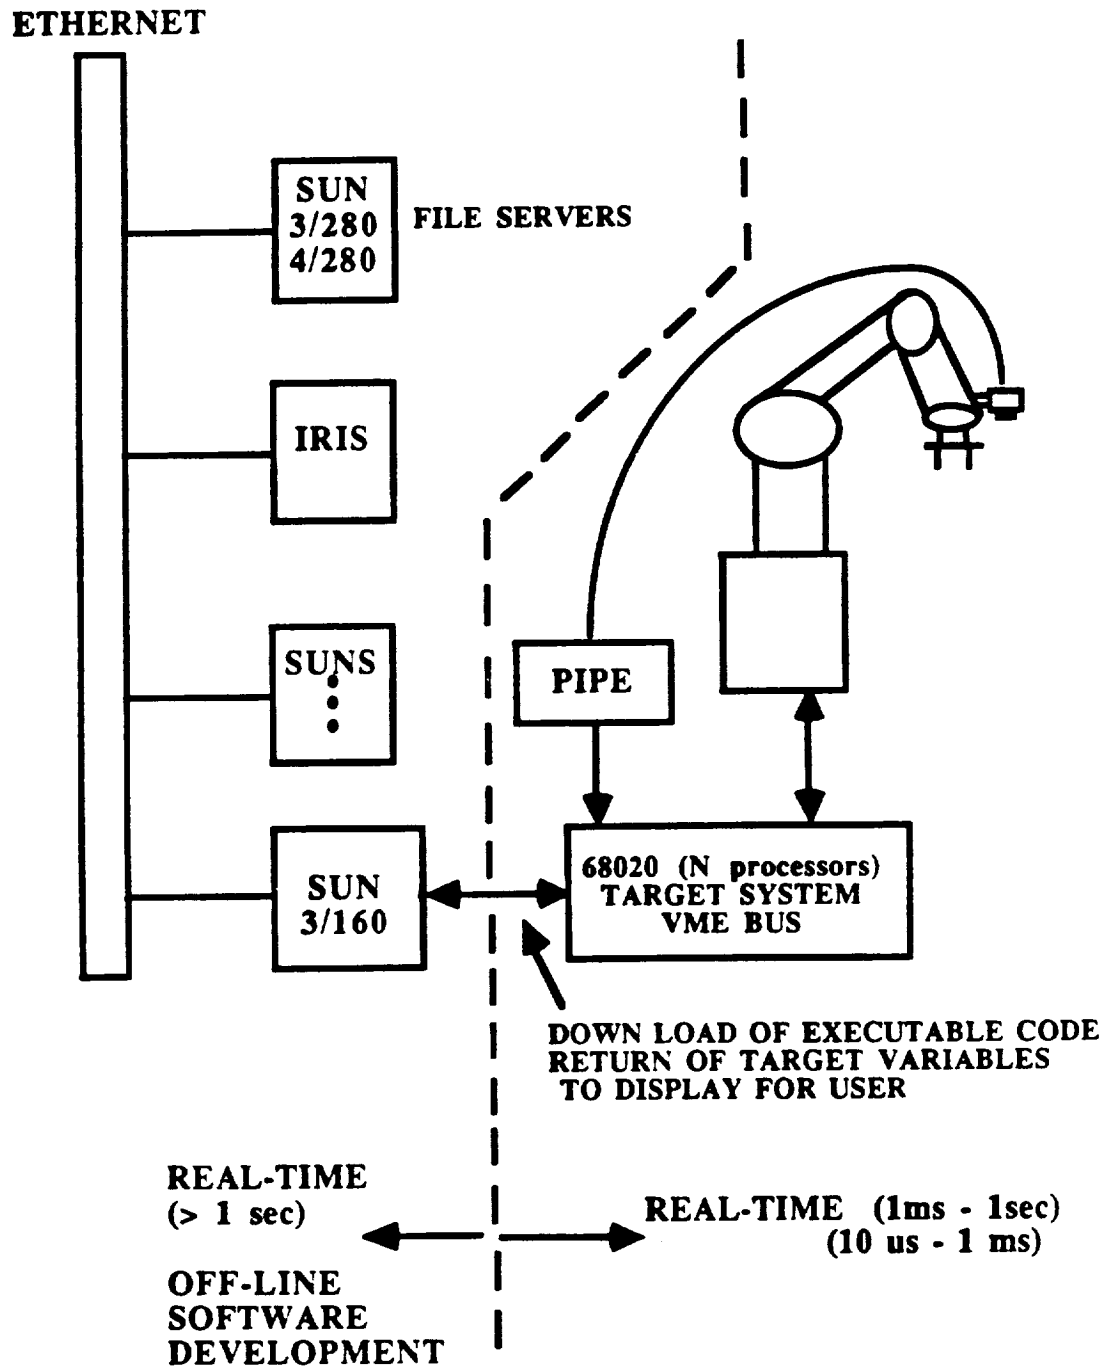 ETHERNET
SUN
3/280
4/280
FILE SERVERS
IRIS
SUNS
PIPE
SUN
3/160
68020 (N processors)
TARGET SYSTEM
VME BUS
DOWN LOAD OF EXECUTABLE CODE
RETURN OF TARGET VARIABLES
TO DISPLAY FOR USER
REAL-TIME
(> 1 sec)
REAL-TIME (1ms - 1sec)
(10 us - 1 ms)
OFF-LINE
SOFTWARE
DEVELOPMENT